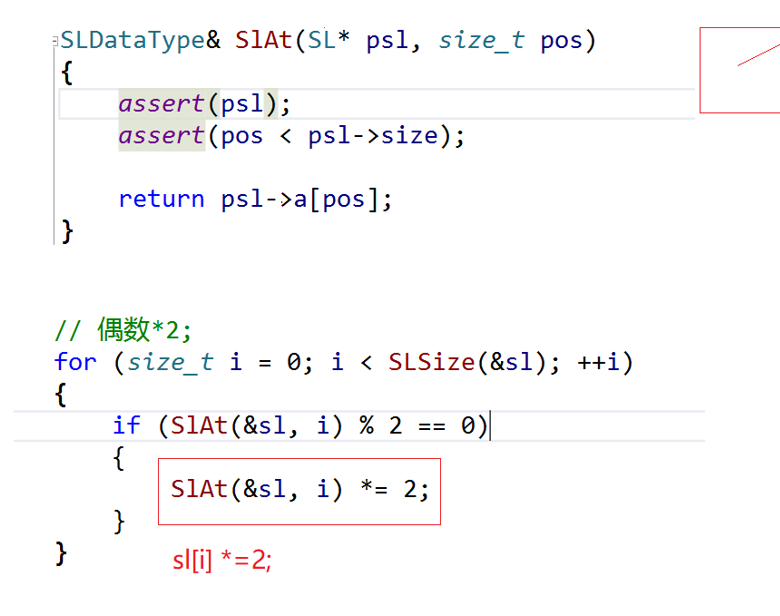 SLDataType& SlAt(SL* psl, size_t pos)
{
assert(psl);
assert(pos < psl->size);
return psl->a[pos];
}
// 偶数*2;
for (size_t i = 0; i < SLSize(&sl); ++i)
{
if (SlAt(&sl, i) % 2 == 0)
{
SlAt(&sl, i) *= 2;
}
}
sl[i] *=2;